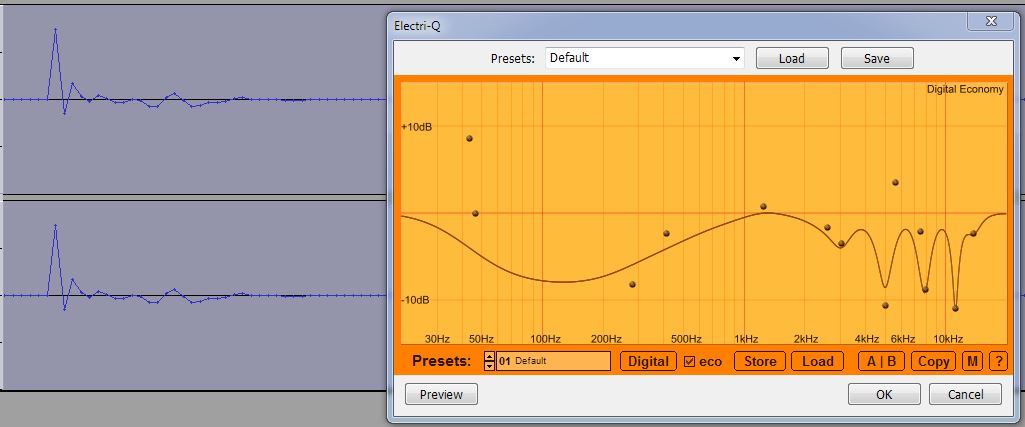 Electri-Q
Presets: Default Load Save
Digital Economy
+10dB
-10dB
30Hz 50Hz 100Hz 200Hz 500Hz 1kHz 2kHz 4kHz 6kHz 10kHz
Presets: 01 Default Digital eco Store Load A | B Copy M ?
Preview OK Cancel